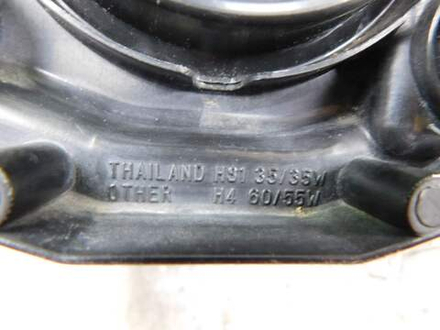 THAILAND HS1 35/35W
OTHER H4 60/55W